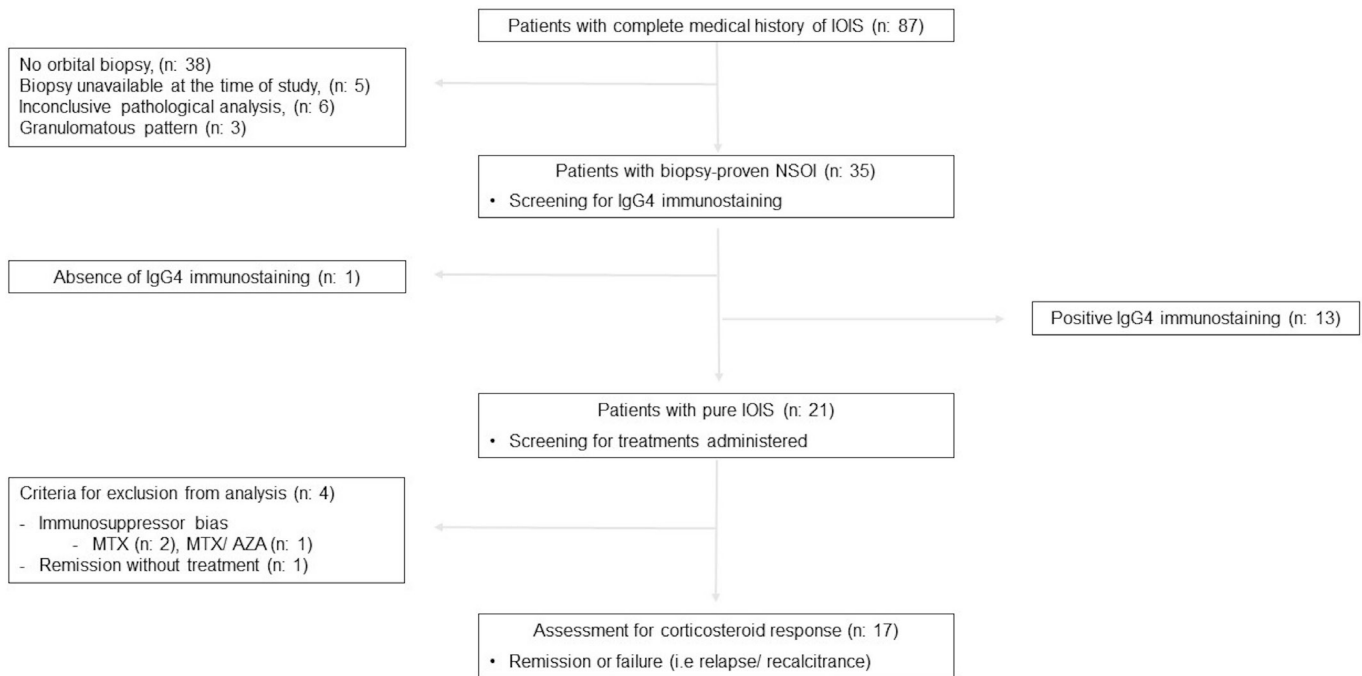 Patients with complete medical history of IOIS (n: 87)
No orbital biopsy, (n: 38)
Biopsy unavailable at the time of study, (n: 5)
Inconclusive pathological analysis, (n: 6)
Granulomatous pattern (n: 3)
Patients with biopsy-proven NSOI (n: 35)
• Screening for IgG4 immunostaining
Absence of IgG4 immunostaining (n: 1)
Positive IgG4 immunostaining (n: 13)
Patients with pure IOIS (n: 21)
• Screening for treatments administered
Criteria for exclusion from analysis (n: 4)
- Immunosuppressor bias
- MTX (n: 2), MTX/ AZA (n: 1)
- Remission without treatment (n: 1)
Assessment for corticosteroid response (n: 17)
• Remission or failure (i.e relapse/ recalcitrance)